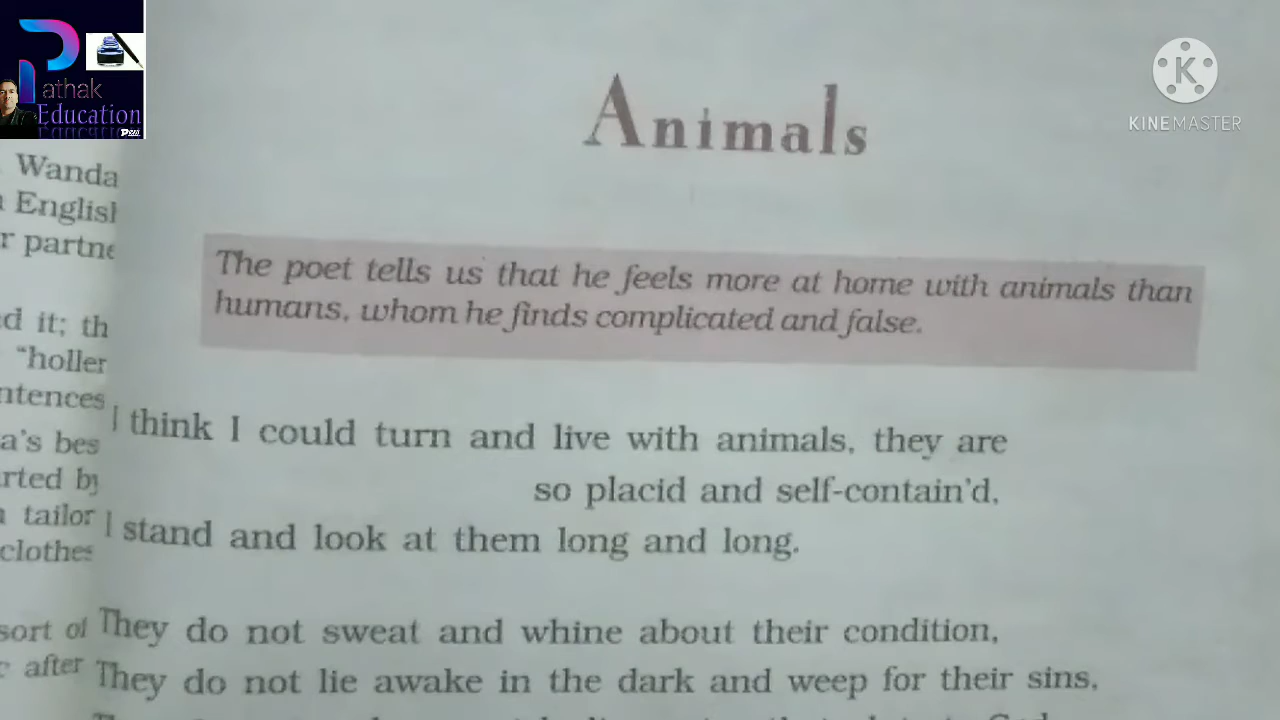 Pathak
Education
KINEMASTER
Animals
The poet tells us that he feels more at home with animals than
humans, whom he finds complicated and false.
I think I could turn and live with animals, they are
so placid and self-contain'd,
I stand and look at them long and long.
They do not sweat and whine about their condition,
They do not lie awake in the dark and weep for their sins,
Wanda
English
r partne
d it; th
“holler
ntences
a's bes
rted by
tailor
clothes
sort of
after